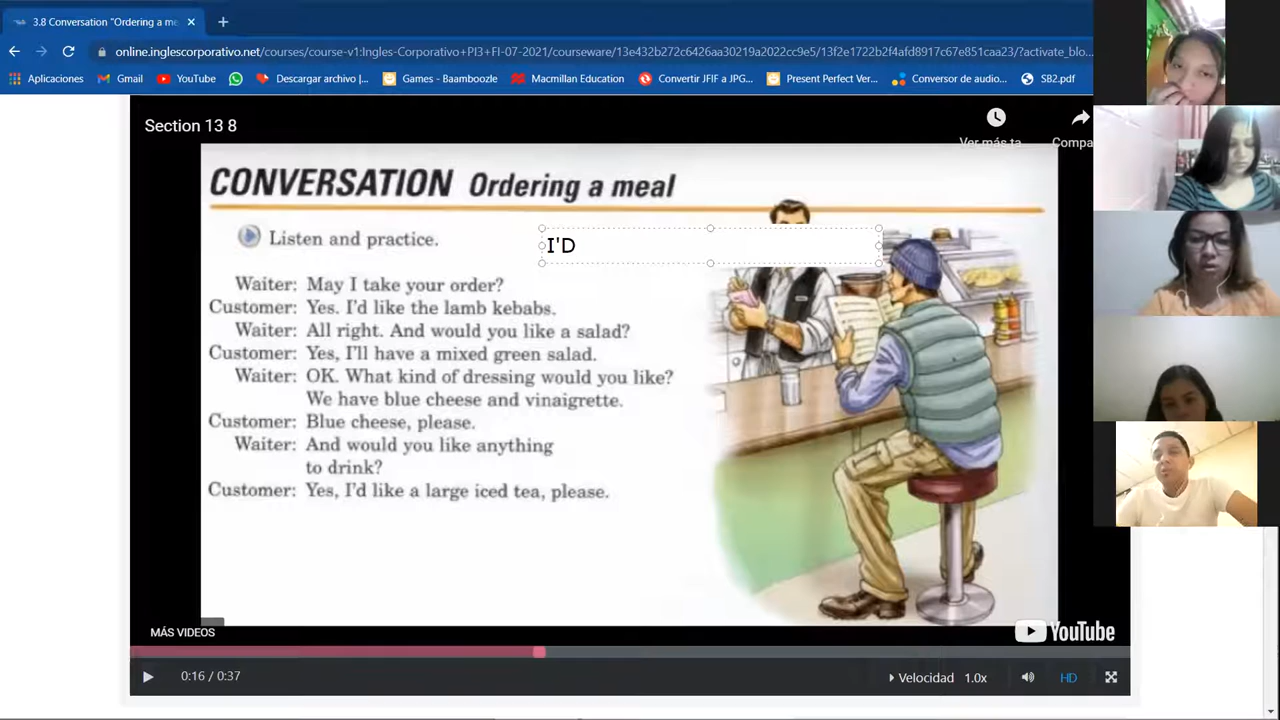 3.8 Conversation "Ordering a me
online.inglescorporativo.net/courses/course-v1:Ingles-Corporativo+PI3+FI-07-2021/courseware/13e432b272c6426aa30219a2022cc9e5/13f2e1722b2f4afd8917c67e851caa23/?activate_blo...
Aplicaciones Gmail YouTube Descargar archivo |... Games - Baamboozle Macmillan Education Convertir JFIF a JPG... Present Perfect Ver... Conversor de audio... SB2.pdf
Section 13 8
Ver más ta
Compa
CONVERSATION Ordering a meal
Listen and practice.
I'D
Waiter: May I take your order?
Customer: Yes. I'd like the lamb kebabs.
Waiter: All right. And would you like a salad?
Customer: Yes, I'll have a mixed green salad.
Waiter: OK. What kind of dressing would you like?
We have blue cheese and vinaigrette.
Customer: Blue cheese, please.
Waiter: And would you like anything
to drink?
Customer: Yes, I'd like a large iced tea, please.
MÁS VIDEOS
YouTube
0:16 / 0:37
Velocidad 1.0x
HD